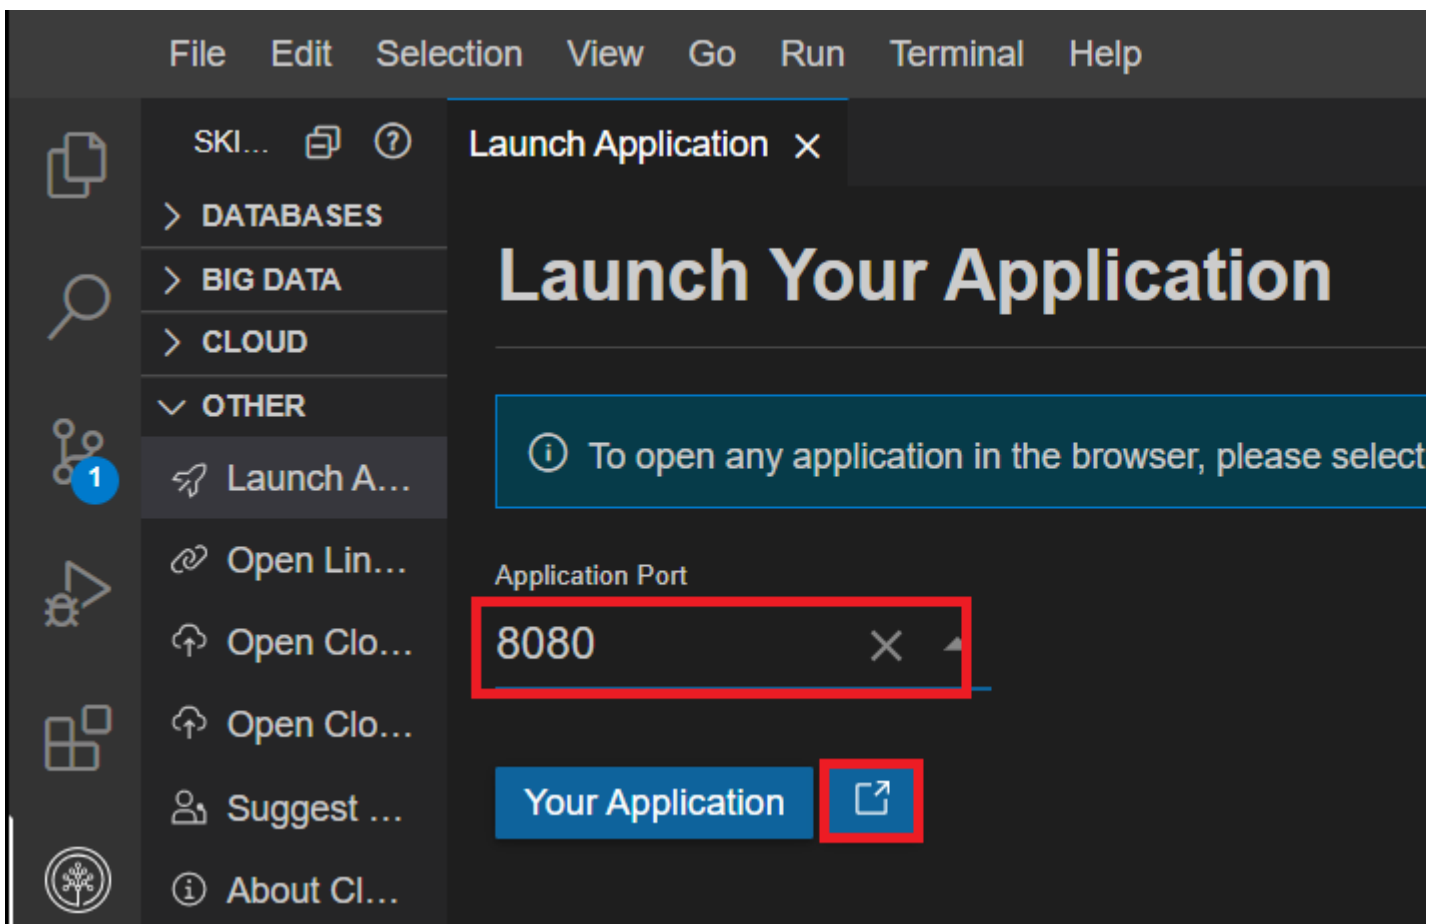 File Edit Selection View Go Run Terminal Help
SKI...
Launch Application
DATABASES
BIG DATA
CLOUD
OTHER
Launch A...
Open Lin...
Open Clo...
Open Clo...
Suggest ...
About Cl...
Launch Your Application
To open any application in the browser, please select
Application Port
8080
Your Application
1